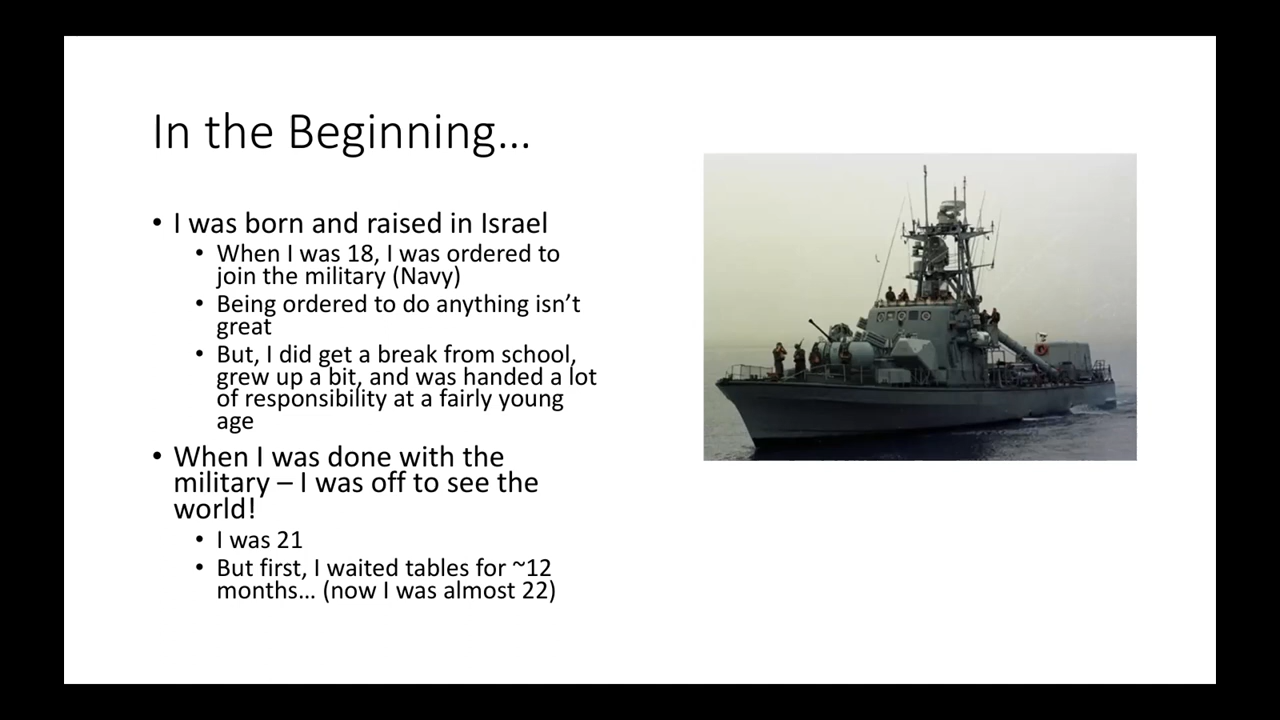 In the Beginning...
• I was born and raised in Israel
• When I was 18, I was ordered to
join the military (Navy)
• Being ordered to do anything isn’t
great
• But, I did get a break from school,
grew up a bit, and was handed a lot
of responsibility at a fairly young
age
• When I was done with the
military – I was off to see the
world!
• I was 21
• But first, I waited tables for ~12
months... (now I was almost 22)